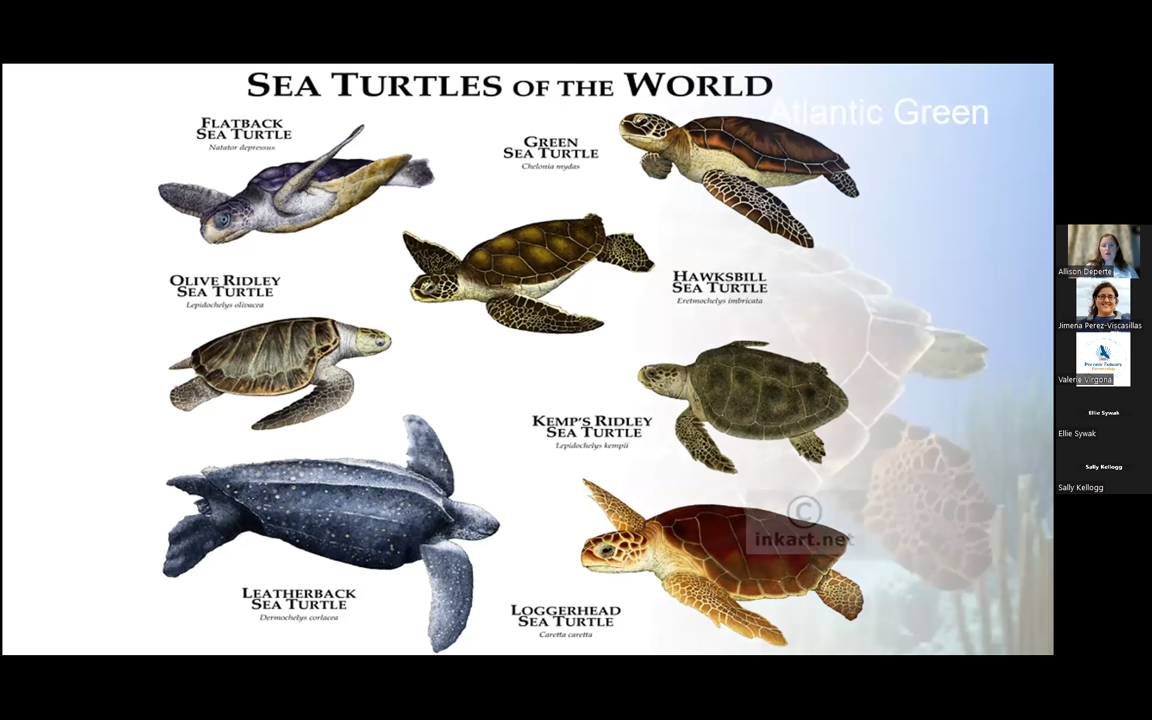 SEA TURTLES OF THE WORLD
Atlantic Green
FLATBACK
SEA TURTLE
Natator depressus
GREEN
SEA TURTLE
Chelonia mydas
OLIVE RIDLEY
SEA TURTLE
Lepidochelys olivacea
HAWKSBILL
SEA TURTLE
Eretmochelys imbricata
KEMP'S RIDLEY
SEA TURTLE
Lepidochelys kempii
LEATHERBACK
SEA TURTLE
Dermochelys coriacea
LOGGERHEAD
SEA TURTLE
Caretta caretta
©
inkart.net
Allison Deperte
Jimena Perez-Viscasillas
Peconic Estuary
Partnership
Valerie Virgona
Ellie Sywak
Ellie Sywak
Sally Kellogg
Sally Kellogg